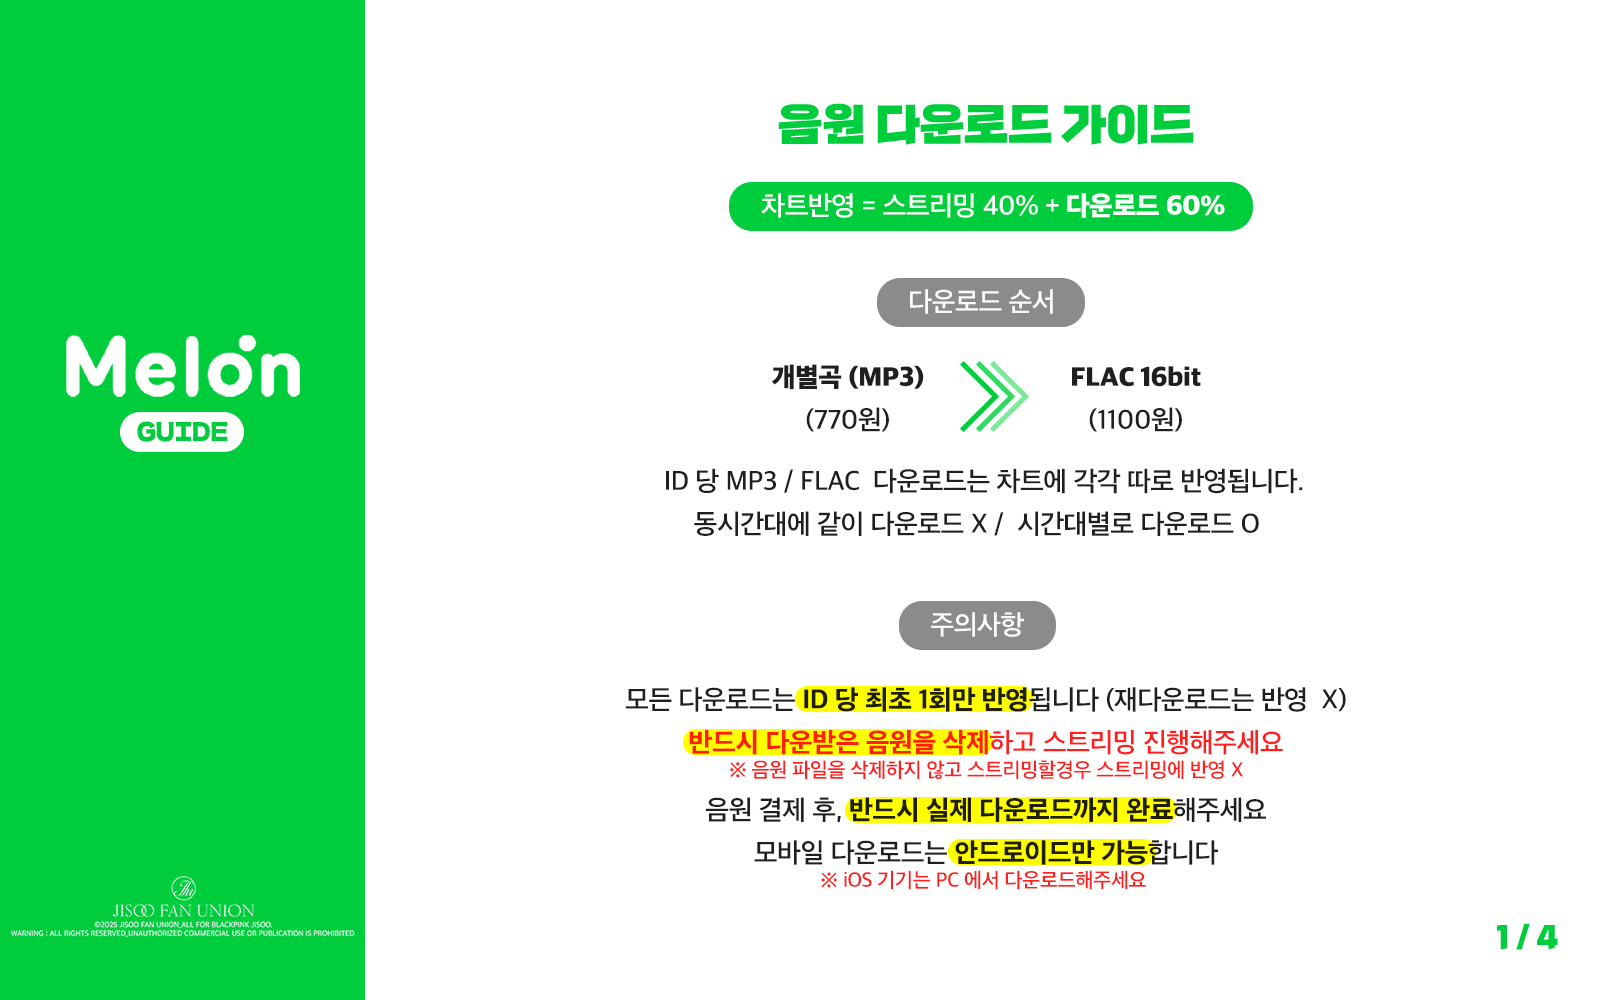 Melon
GUIDE
JISOO FAN UNION
©2025 JISOO FAN UNION,ALL FOR BLACKPINK JISOO.
WARNING : ALL RIGHTS RESERVED,UNAUTHORIZED COMMERCIAL USE OR PUBLICATION IS PROHIBITED
음원 다운로드 가이드
차트반영 = 스트리밍 40% + 다운로드 60%
다운로드 순서
개별곡 (MP3)
(770원)
FLAC 16bit
(1100원)
ID 당 MP3 / FLAC 다운로드는 차트에 각각 따로 반영됩니다.
동시간대에 같이 다운로드 X / 시간대별로 다운로드 O
주의사항
모든 다운로드는 ID 당 최초 1회만 반영됩니다 (재다운로드는 반영 X)
반드시 다운받은 음원을 삭제하고 스트리밍 진행해주세요
※ 음원 파일을 삭제하지 않고 스트리밍할경우 스트리밍에 반영 X
음원 결제 후, 반드시 실제 다운로드까지 완료해주세요
모바일 다운로드는 안드로이드만 가능합니다
※ iOS 기기는 PC 에서 다운로드해주세요
1 / 4